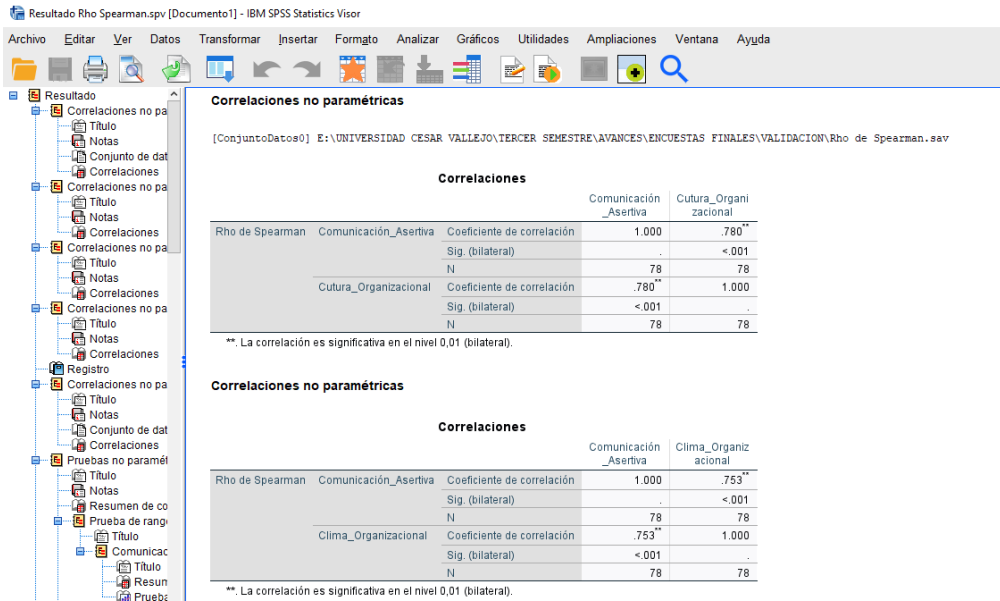 Resultado Rho Spearman.spv [Documento1] - IBM SPSS Statistics Visor
Archivo Editar Ver Datos Transformar Insertar Formato Analizar Gráficos Utilidades Ampliaciones Ventana Ayuda
Resultado
Correlaciones no pa
Título
Notas
Conjunto de dat
Correlaciones
Correlaciones no pa
Título
Notas
Correlaciones
Correlaciones no pa
Título
Notas
Correlaciones
Correlaciones no pa
Título
Notas
Correlaciones
Registro
Correlaciones no pa
Título
Notas
Conjunto de dat
Correlaciones
Pruebas no paramét
Título
Notas
Resumen de co
Prueba de rang
Título
Comunicac
Título
Resum
Prueba
Correlaciones no paramétricas
[ConjuntoDatos0] E:\UNIVERSIDAD CESAR VALLEJO\TERCER SEMESTRE\AVANCES\ENCUESTAS FINALES\VALIDACION\Rho de Spearman.sav
Correlaciones
Comunicación Cutura_Organi
_Asertiva zacional
Rho de Spearman Comunicación_Asertiva Coeficiente de correlación 1.000 .780**
Sig. (bilateral) . <.001
N 78 78
Cutura_Organizacional Coeficiente de correlación .780** 1.000
Sig. (bilateral) <.001 .
N 78 78
**. La correlación es significativa en el nivel 0,01 (bilateral).
Correlaciones no paramétricas
Correlaciones
Comunicación Clima_Organiz
_Asertiva acional
Rho de Spearman Comunicación_Asertiva Coeficiente de correlación 1.000 .753**
Sig. (bilateral) . <.001
N 78 78
Clima_Organizacional Coeficiente de correlación .753** 1.000
Sig. (bilateral) <.001 .
N 78 78
**. La correlación es significativa en el nivel 0,01 (bilateral).